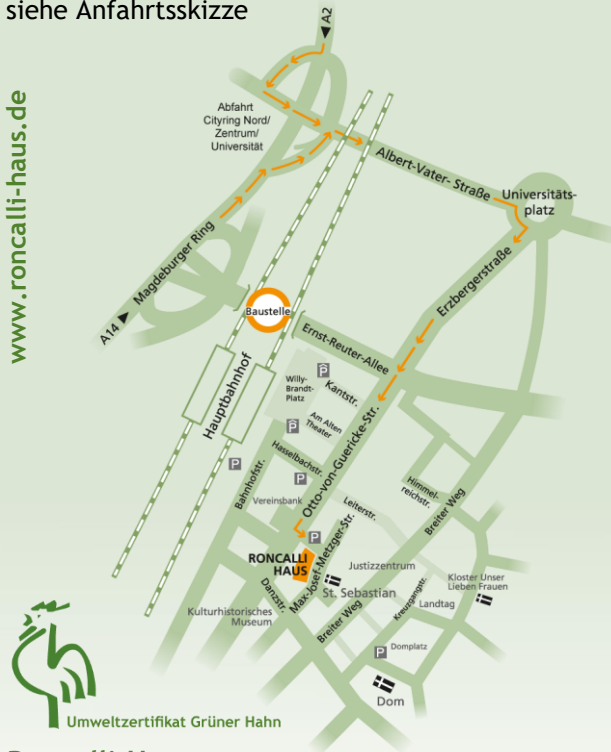 siehe Anfahrtsskizze
www.roncalli-haus.de
A2
Abfahrt
Cityring Nord/
Zentrum/
Universität
Albert-Vater- Straße
Universitäts-
platz
Magdeburger Ring
A14
Erzbergerstraße
Baustelle
Ernst-Reuter-Allee
Hauptbahnhof
Willy-
Brandt-
Platz
P
Kantstr.
P
Am Alten
Theater
Otto-von-Guericke-Str.
Hasselbachstr.
P
P
Bahnhofstr.
Vereinsbank
Himmel-
reichstr.
Breiter Weg
Leiterstr.
P
RONCALLI
HAUS
Max-Josef-Metzger-Str.
Justizzentrum
St. Sebastian
Danzstr.
Kulturhistorisches
Museum
Breiter Weg
Kreuzgangstr.
Landtag
Kloster Unser
Lieben Frauen
P
Domplatz
Dom
Umweltzertifikat Grüner Hahn